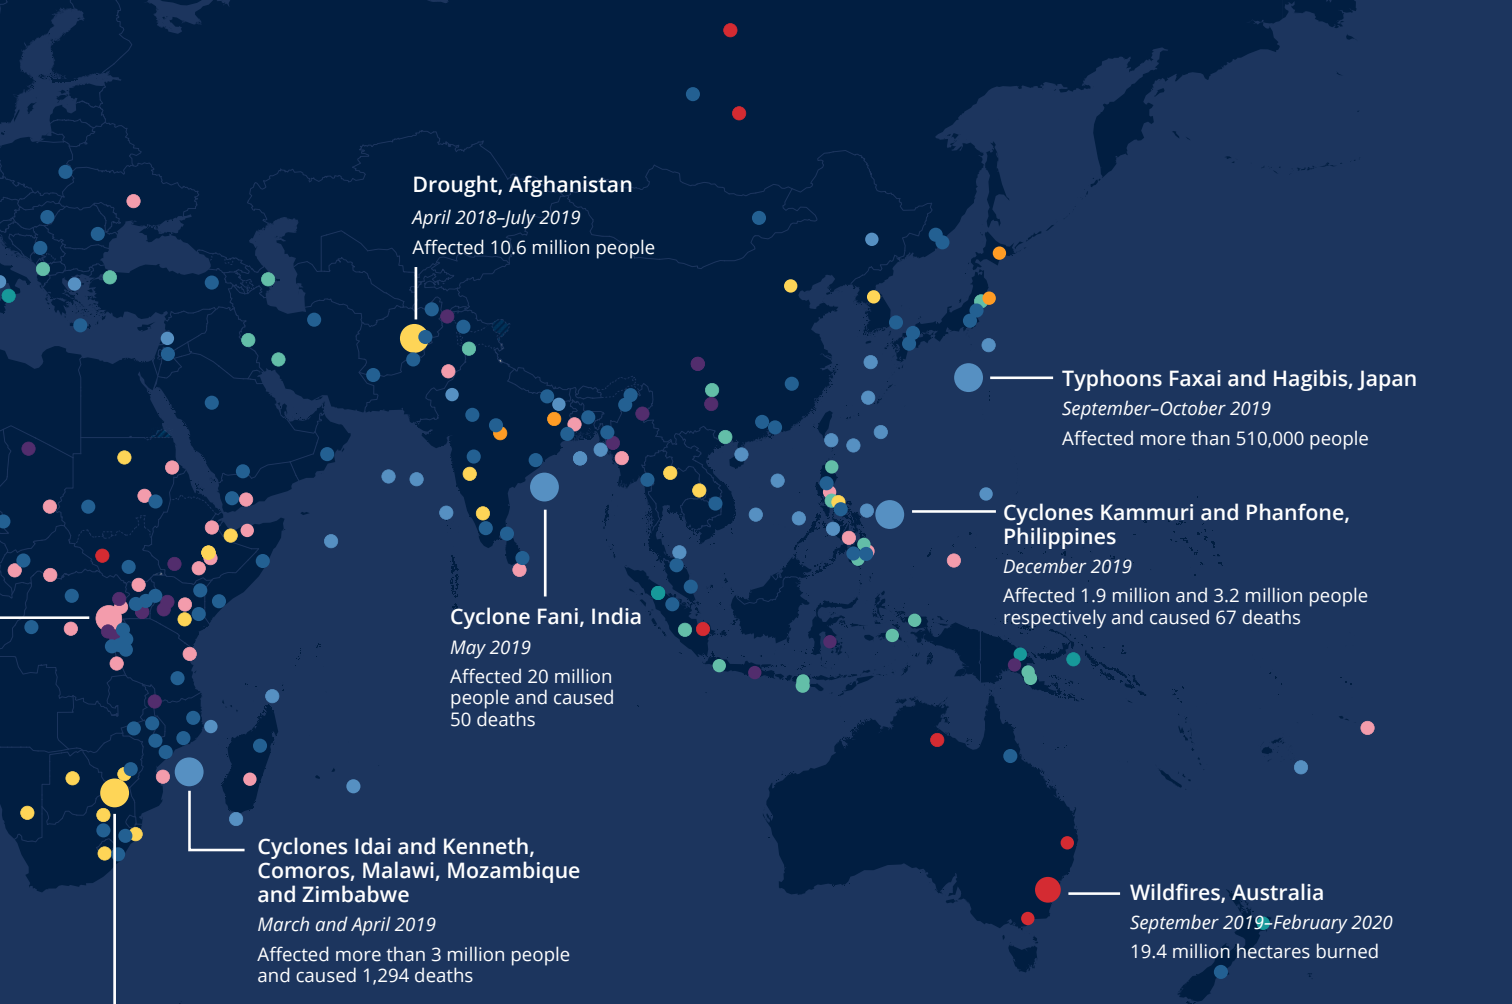 Drought, Afghanistan
April 2018–July 2019
Affected 10.6 million people
Typhoons Faxai and Hagibis, Japan
September–October 2019
Affected more than 510,000 people
Cyclones Kammuri and Phanfone,
Philippines
December 2019
Affected 1.9 million and 3.2 million people
respectively and caused 67 deaths
Cyclone Fani, India
May 2019
Affected 20 million
people and caused
50 deaths
Cyclones Idai and Kenneth,
Comoros, Malawi, Mozambique
and Zimbabwe
March and April 2019
Affected more than 3 million people
and caused 1,294 deaths
Wildfires, Australia
September 2019–February 2020
19.4 million hectares burned